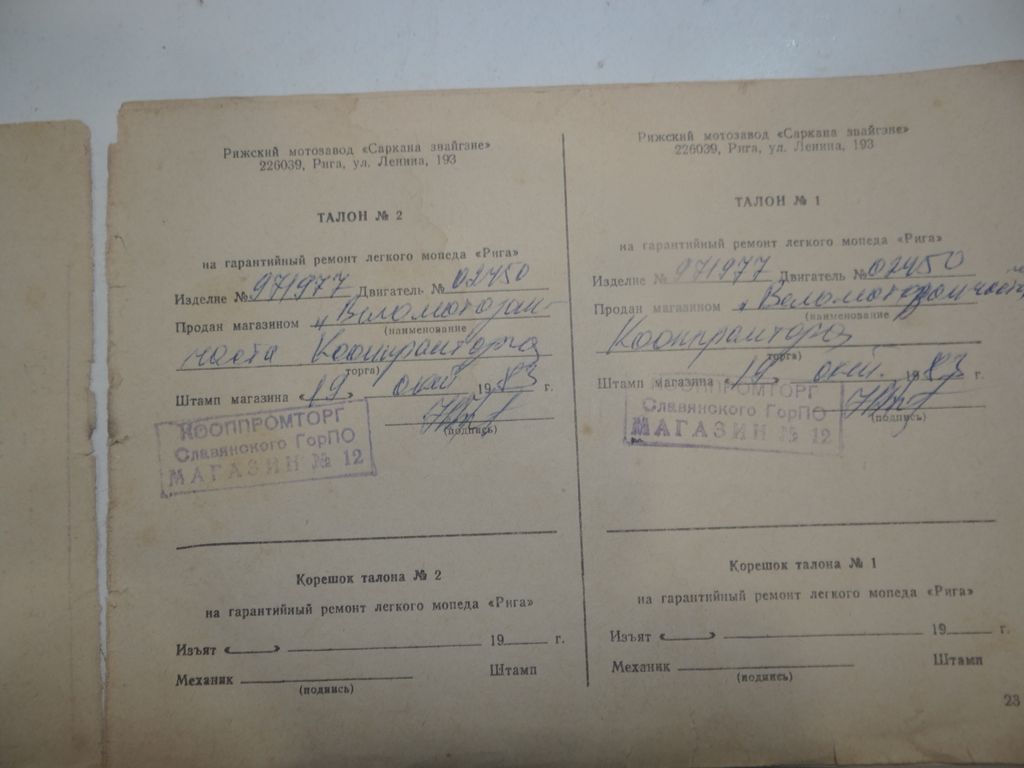 Рижский мотозавод «Саркана звайгзне»
226039, Рига, ул. Ленина, 193
ТАЛОН № 2
на гарантийный ремонт легкого мопеда «Рига»
Изделие № 971977 Двигатель № 02450
Продан магазином
(наименование
Коопромторга
торга)
Штамп магазина «19» 1983 г.
(подпись)
КООППРОМТОРГ
Славянского ГорПО
МАГАЗИН № 12
Корешок талона № 2
на гарантийный ремонт легкого мопеда «Рига»
Изъят « » 19 г.
Механик Штамп
(подпись)
Рижский мотозавод «Саркана звайгзне»
226039, Рига, ул. Ленина, 193
ТАЛОН № 1
на гарантийный ремонт легкого мопеда «Рига»
Изделие № 971977 Двигатель № 02450
Продан магазином
(наименование
Коопромторга
торга)
Штамп магазина «19» 1983 г.
(подпись)
КООППРОМТОРГ
Славянского ГорПО
МАГАЗИН № 12
Корешок талона № 1
на гарантийный ремонт легкого мопеда «Рига»
Изъят « » 19 г.
Механик Штамп
(подпись)
23